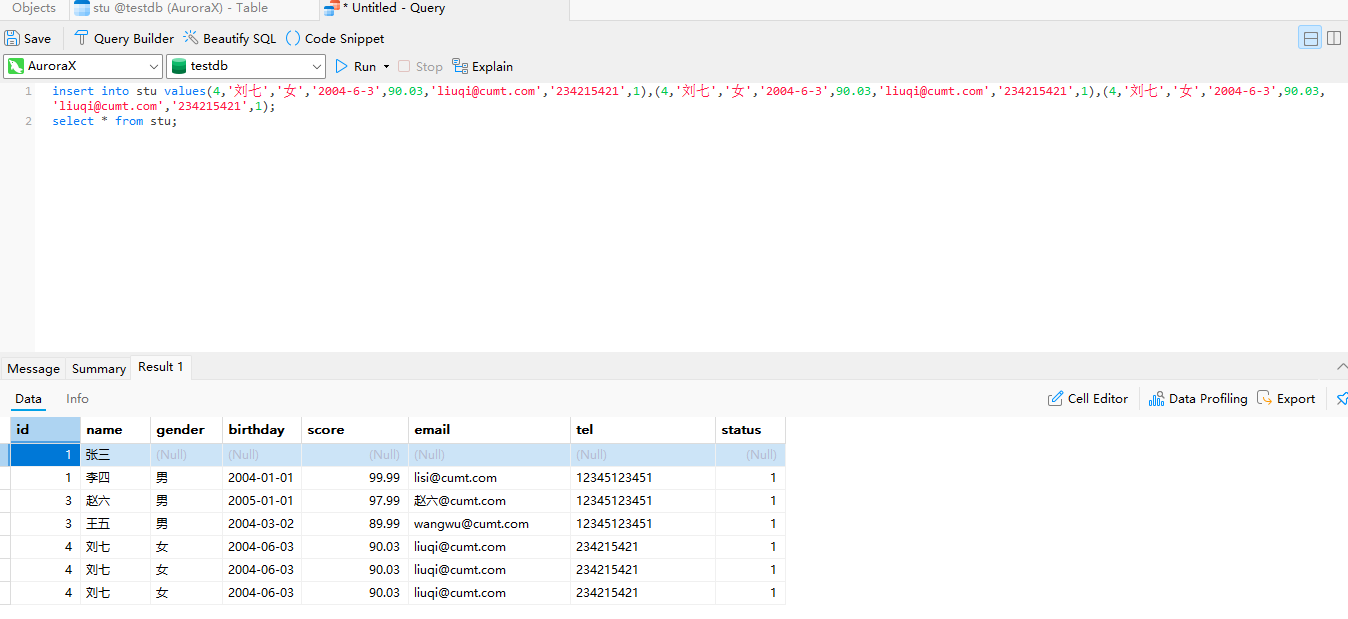 Objects stu @testdb (AuroraX) - Table * Untitled - Query
Save Query Builder Beautify SQL () Code Snippet
AuroraX testdb Run Stop Explain
1 insert into stu values(4,'刘七','女','2004-6-3',90.03,'liuqi@cumt.com','234215421',1),(4,'刘七','女','2004-6-3',90.03,'liuqi@cumt.com','234215421',1),(4,'刘七','女','2004-6-3',90.03,
'liuqi@cumt.com','234215421',1);
2 select * from stu;
Message Summary Result 1
Data Info Cell Editor Data Profiling Export
id name gender birthday score email tel status
1 张三 (Null) (Null) (Null) (Null) (Null) (Null)
1 李四 男 2004-01-01 99.99 lisi@cumt.com 12345123451 1
3 赵六 男 2005-01-01 97.99 赵六@cumt.com 12345123451 1
3 王五 男 2004-03-02 89.99 wangwu@cumt.com 12345123451 1
4 刘七 女 2004-06-03 90.03 liuqi@cumt.com 234215421 1
4 刘七 女 2004-06-03 90.03 liuqi@cumt.com 234215421 1
4 刘七 女 2004-06-03 90.03 liuqi@cumt.com 234215421 1